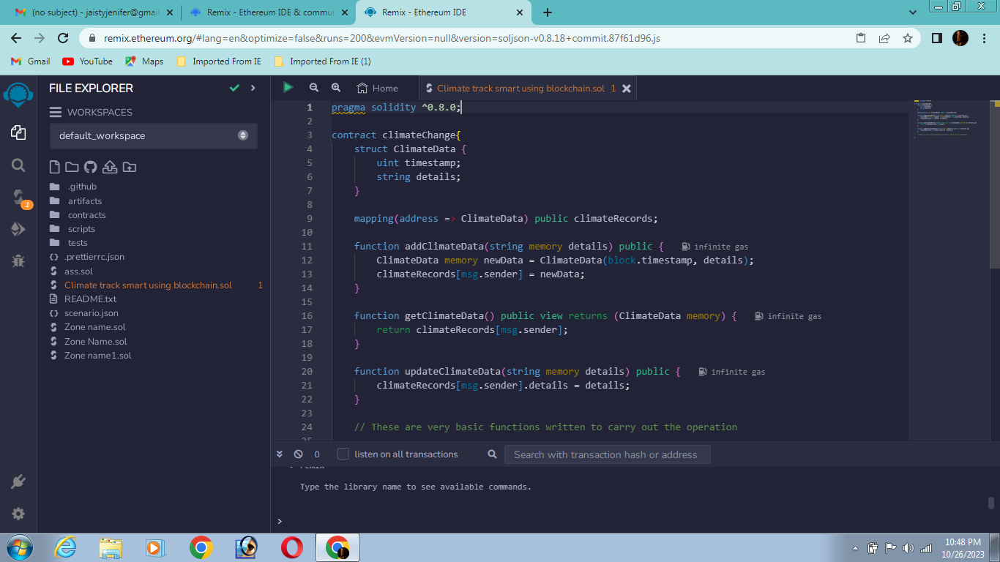 (no subject) - jaistyjenifer@gmai
Remix - Ethereum IDE & commu
Remix - Ethereum IDE
remix.ethereum.org/#lang=en&optimize=false&runs=200&evmVersion=null&version=soljson-v0.8.18+commit.87f61d96.js
Gmail
YouTube
Maps
Imported From IE
Imported From IE (1)
FILE EXPLORER
WORKSPACES
default_workspace
1
.github
artifacts
contracts
scripts
tests
.prettierrc.json
ass.sol
Climate track smart using blockchain.sol 1
README.txt
scenario.json
Zone name.sol
Zone Name.sol
Zone name1.sol
Home
Climate track smart using blockchain.sol 1
1 pragma solidity ^0.8.0;
2
3 contract climateChange{
4 struct ClimateData {
5 uint timestamp;
6 string details;
7 }
8
9 mapping(address => ClimateData) public climateRecords;
10
11 function addClimateData(string memory details) public { infinite gas
12 ClimateData memory newData = ClimateData(block.timestamp, details);
13 climateRecords[msg.sender] = newData;
14 }
15
16 function getClimateData() public view returns (ClimateData memory) { infinite gas
17 return climateRecords[msg.sender];
18 }
19
20 function updateClimateData(string memory details) public { infinite gas
21 climateRecords[msg.sender].details = details;
22 }
23
24 // These are very basic functions written to carry out the operation
25
0
listen on all transactions
Search with transaction hash or address
remix
Type the library name to see available commands.
>
10:48 PM
10/26/2023